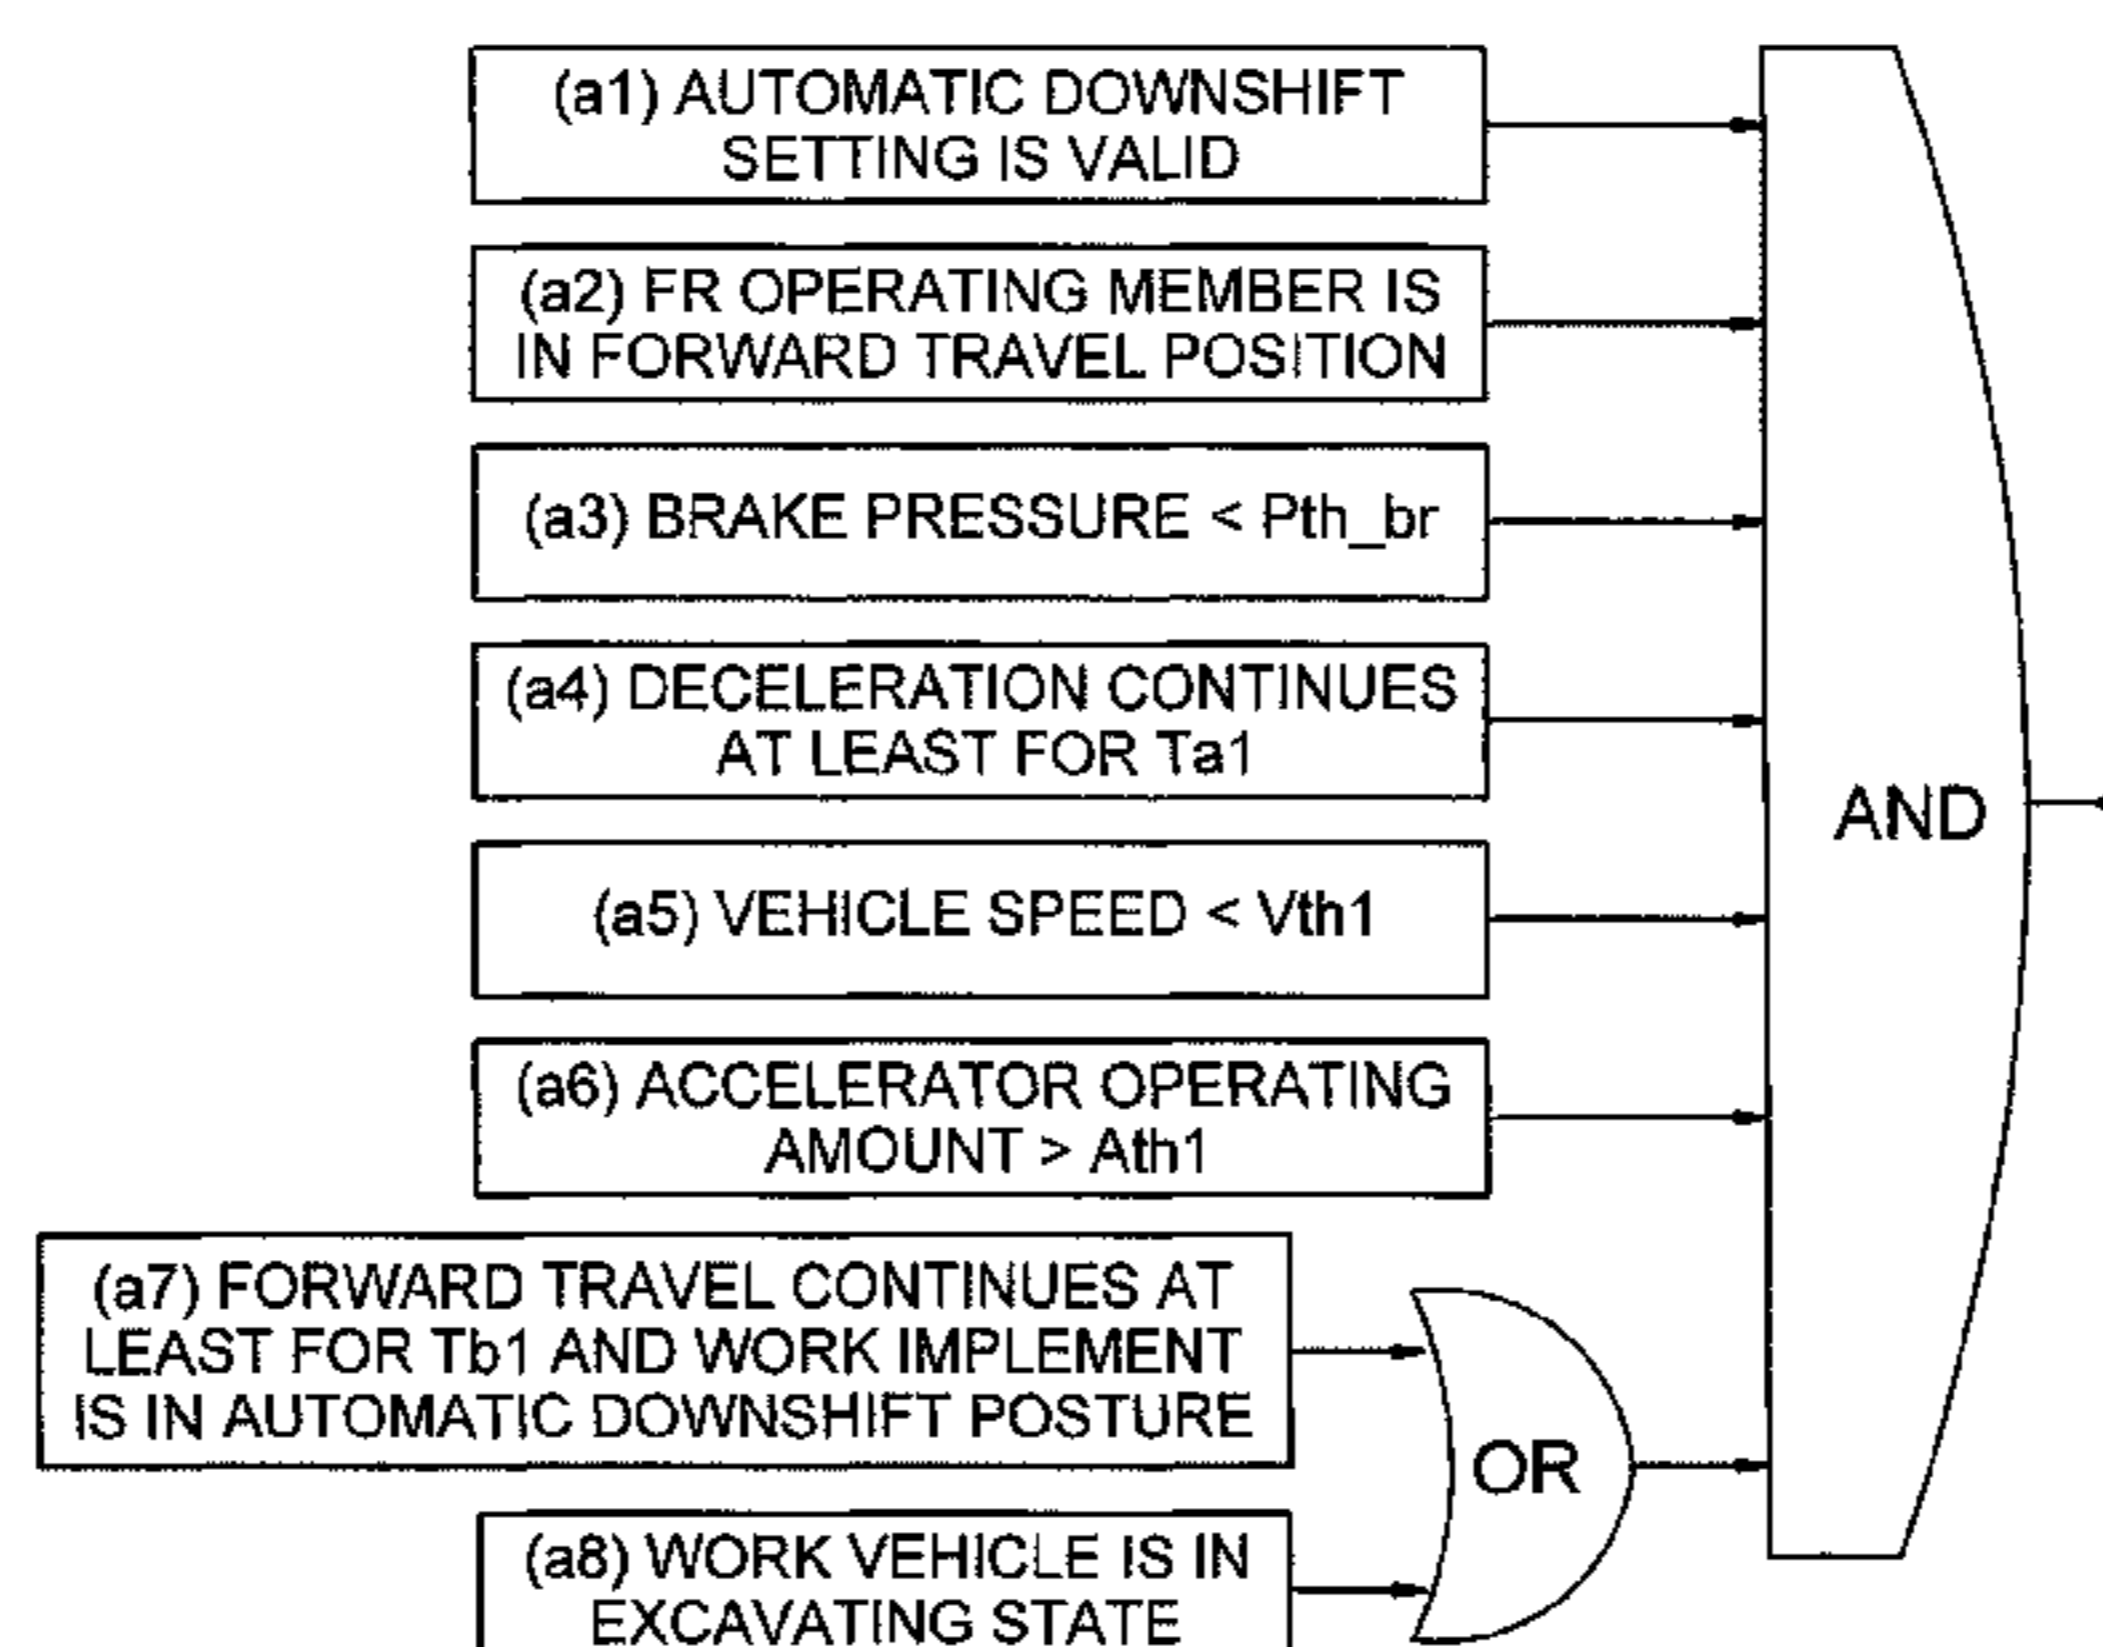 (a1) AUTOMATIC DOWNSHIFT
SETTING IS VALID
(a2) FR OPERATING MEMBER IS
IN FORWARD TRAVEL POSITION
(a3) BRAKE PRESSURE < Pth_br
(a4) DECELERATION CONTINUES
AT LEAST FOR Ta1
(a5) VEHICLE SPEED < Vth1
(a6) ACCELERATOR OPERATING
AMOUNT > Ath1
(a7) FORWARD TRAVEL CONTINUES AT
LEAST FOR Tb1 AND WORK IMPLEMENT
IS IN AUTOMATIC DOWNSHIFT POSTURE
(a8) WORK VEHICLE IS IN
EXCAVATING STATE
OR
AND